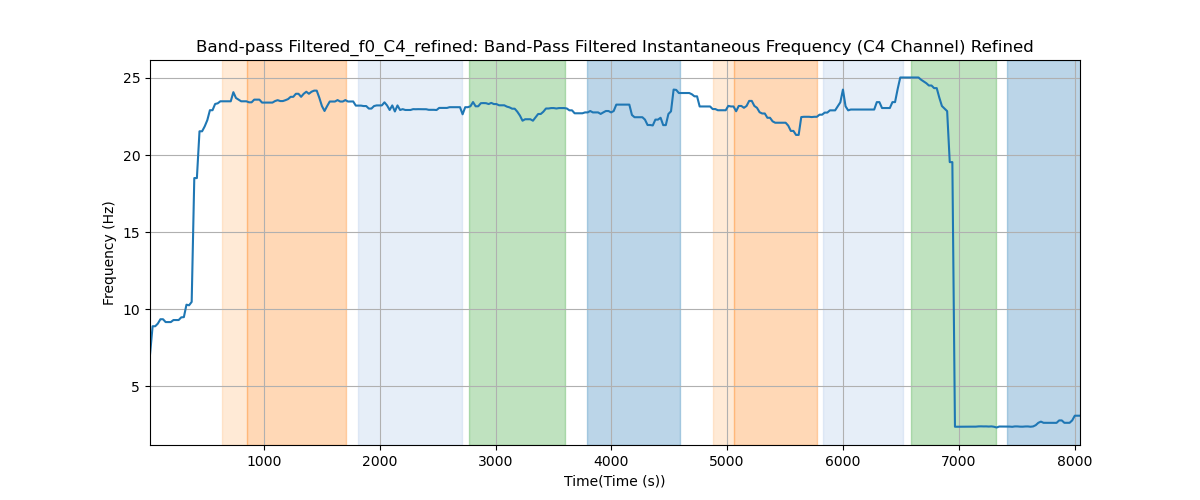 Band-pass Filtered_f0_C4_refined: Band-Pass Filtered Instantaneous Frequency (C4 Channel) Refined
25
20
15
10
5
Frequency (Hz)
1000 2000 3000 4000 5000 6000 7000 8000
Time(Time (s))